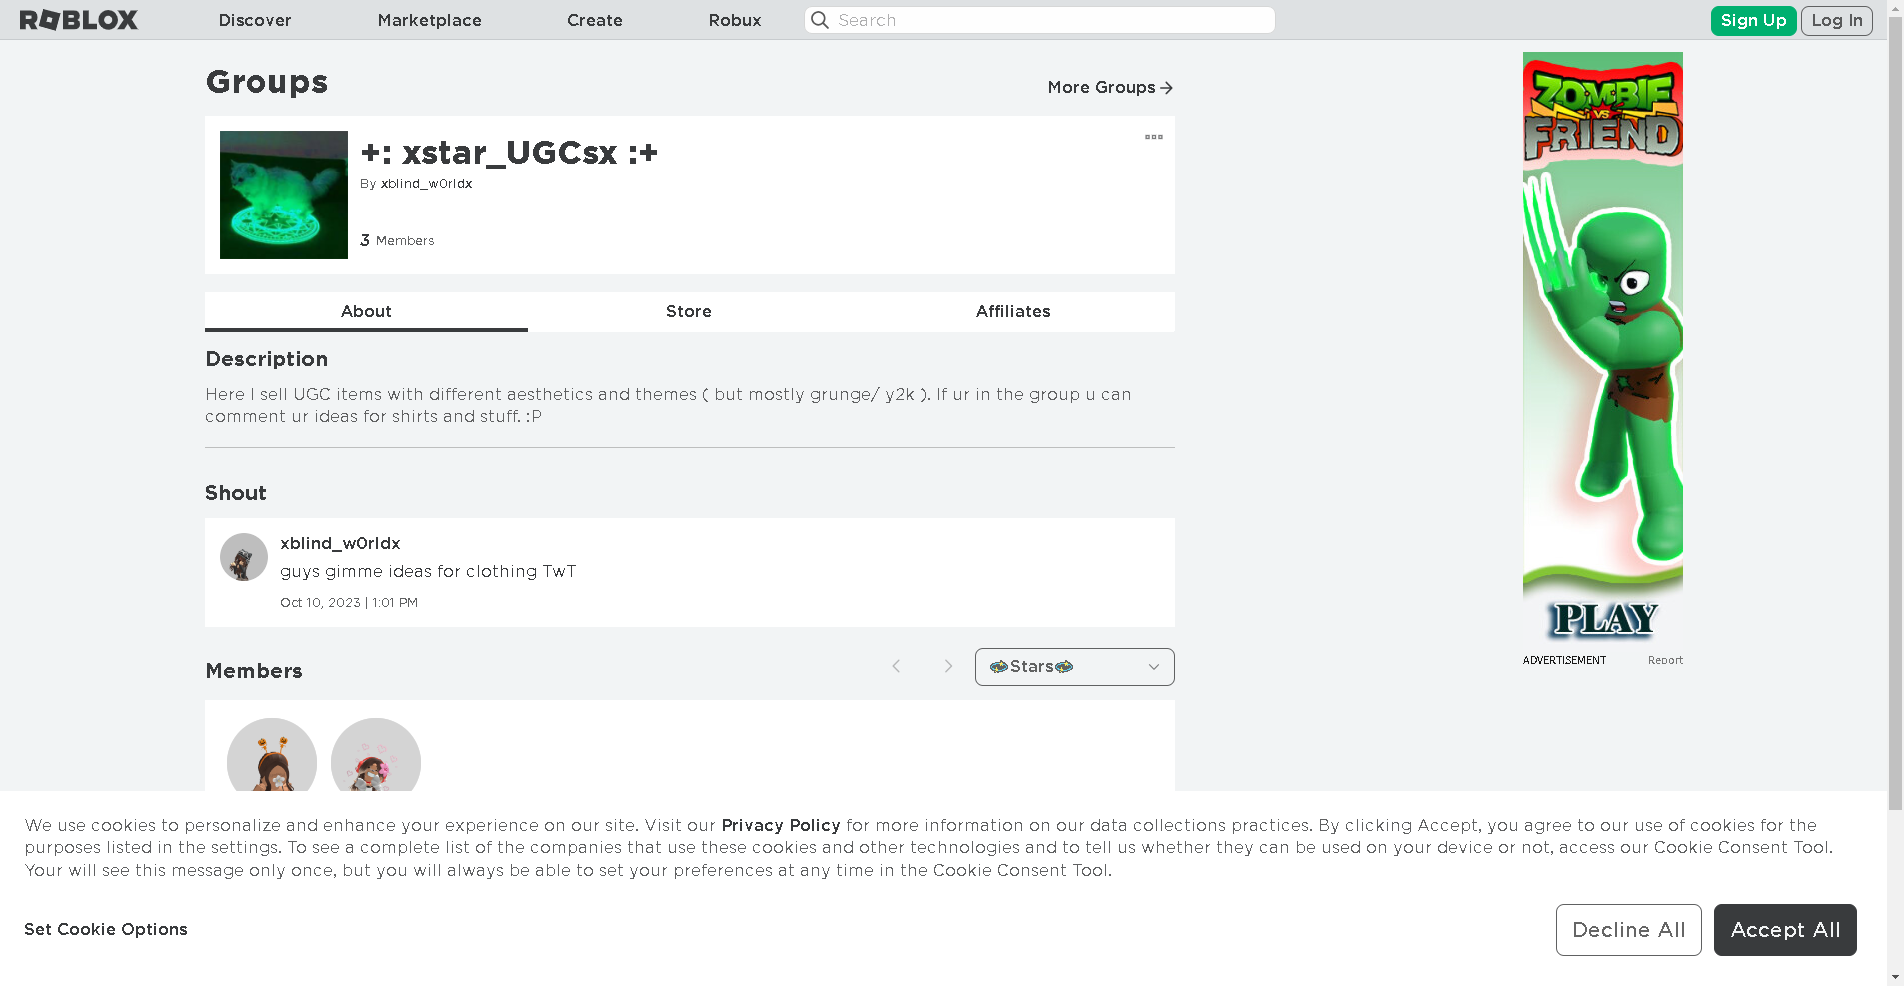 ROBLOX
Discover
Marketplace
Create
Robux
Search
Sign Up
Log In
Groups
More Groups
+: xstar_UGCsx :+
By xblind_w0rldx
3 Members
About
Store
Affiliates
Description
Here I sell UGC items with different aesthetics and themes ( but mostly grunge/ y2k ). If ur in the group u can
comment ur ideas for shirts and stuff. :P
Shout
xblind_w0rldx
guys gimme ideas for clothing TwT
Oct 10, 2023 | 1:01 PM
Members
Stars
ZOMBIE
VS
FRIEND
PLAY
ADVERTISEMENT
Report
We use cookies to personalize and enhance your experience on our site. Visit our Privacy Policy for more information on our data collections practices. By clicking Accept, you agree to our use of cookies for the
purposes listed in the settings. To see a complete list of the companies that use these cookies and other technologies and to tell us whether they can be used on your device or not, access our Cookie Consent Tool.
Your will see this message only once, but you will always be able to set your preferences at any time in the Cookie Consent Tool.
Set Cookie Options
Decline All
Accept All